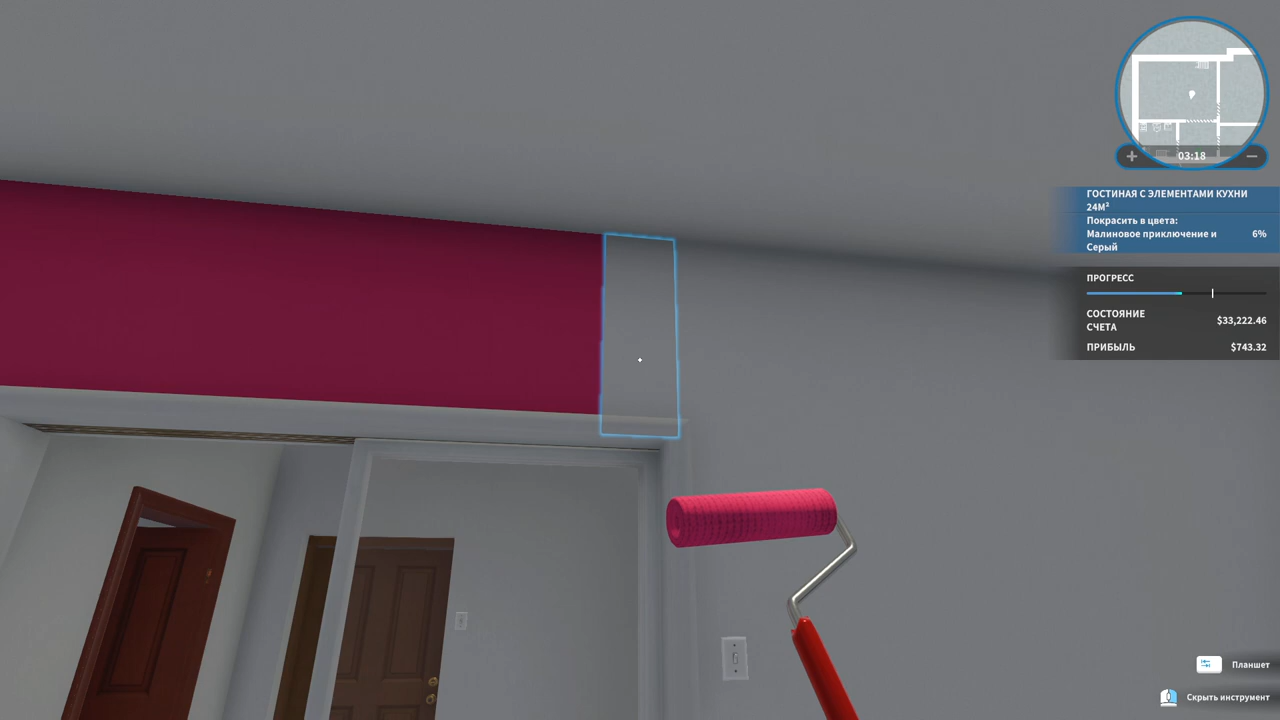 + 03:18 −
ГОСТИНАЯ С ЭЛЕМЕНТАМИ КУХНИ
24М²
Покрасить в цвета:
Малиновое приключение и 6%
Серый
ПРОГРЕСС
СОСТОЯНИЕ
СЧЕТА $33,222.46
ПРИБЫЛЬ $743.32
Планшет
Скрыть инструмент